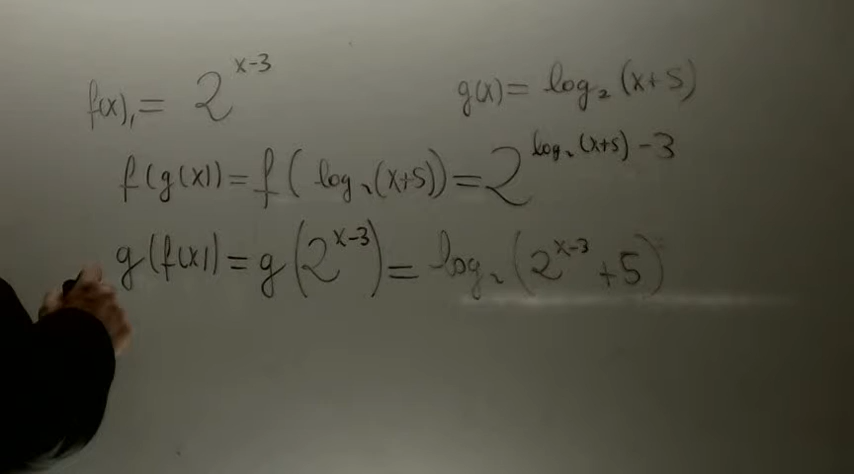 f(x) = 2^{x-3} g(x) = log₂ (x+5)
f(g(x)) = f( log₂ (x+5)) = 2^{log₂ (x+5) - 3}
g(f(x)) = g(2^{x-3}) = log₂ (2^{x-3} + 5)